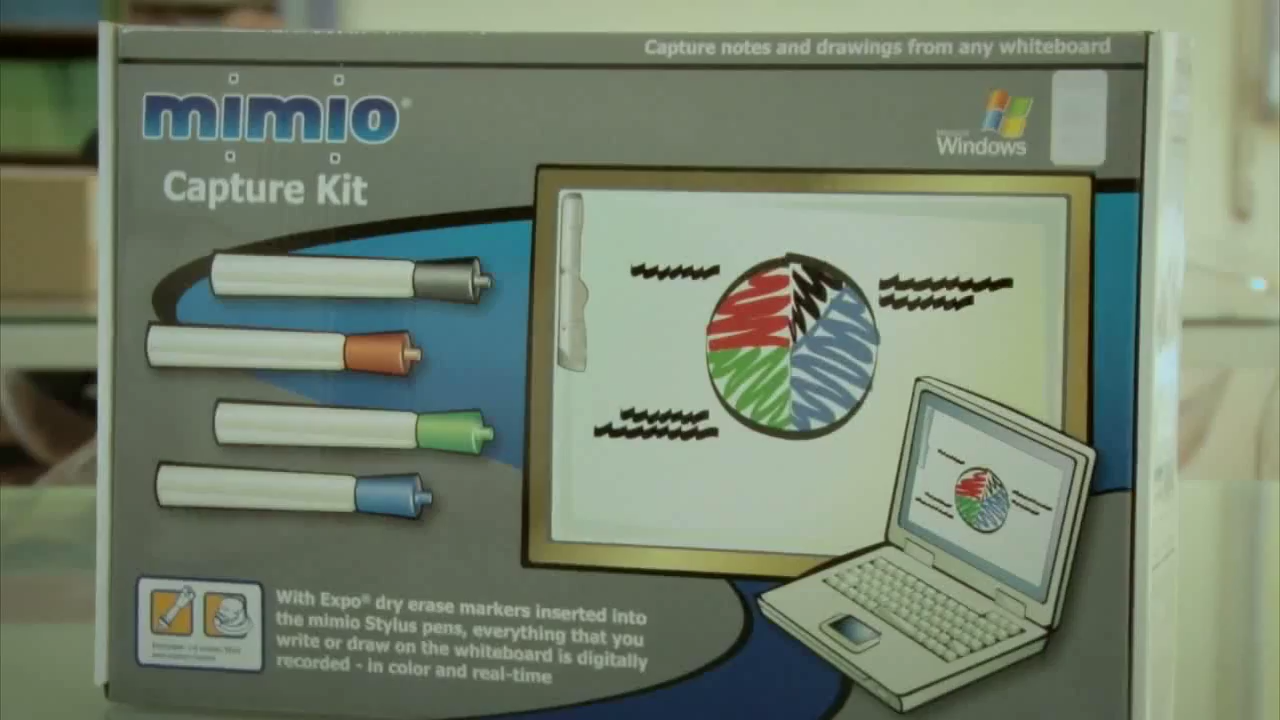 Capture notes and drawings from any whiteboard
mimio®
Capture Kit
Microsoft
Windows
With Expo® dry erase markers inserted into
the mimio Stylus pens, everything that you
write or draw on the whiteboard is digitally
recorded - in color and real-time